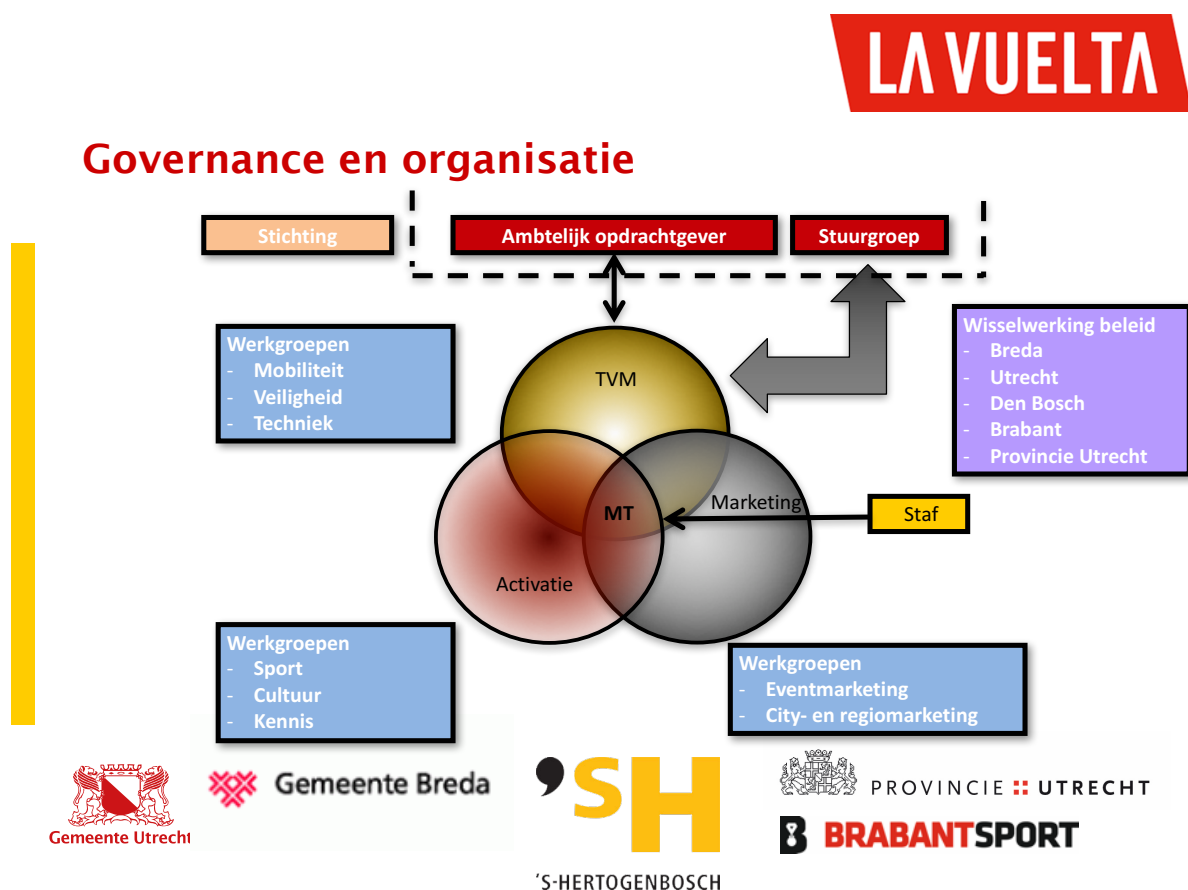 LA VUELTA
Governance en organisatie
Stichting
Ambtelijk opdrachtgever
Stuurgroep
Werkgroepen
- Mobiliteit
- Veiligheid
- Techniek
TVM
Wisselwerking beleid
- Breda
- Utrecht
- Den Bosch
- Brabant
- Provincie Utrecht
MT
Marketing
Staf
Activatie
Werkgroepen
- Sport
- Cultuur
- Kennis
Werkgroepen
- Eventmarketing
- City- en regiomarketing
Gemeente Utrecht
Gemeente Breda
'SH
'S-HERTOGENBOSCH
PROVINCIE :: UTRECHT
B BRABANTSPORT